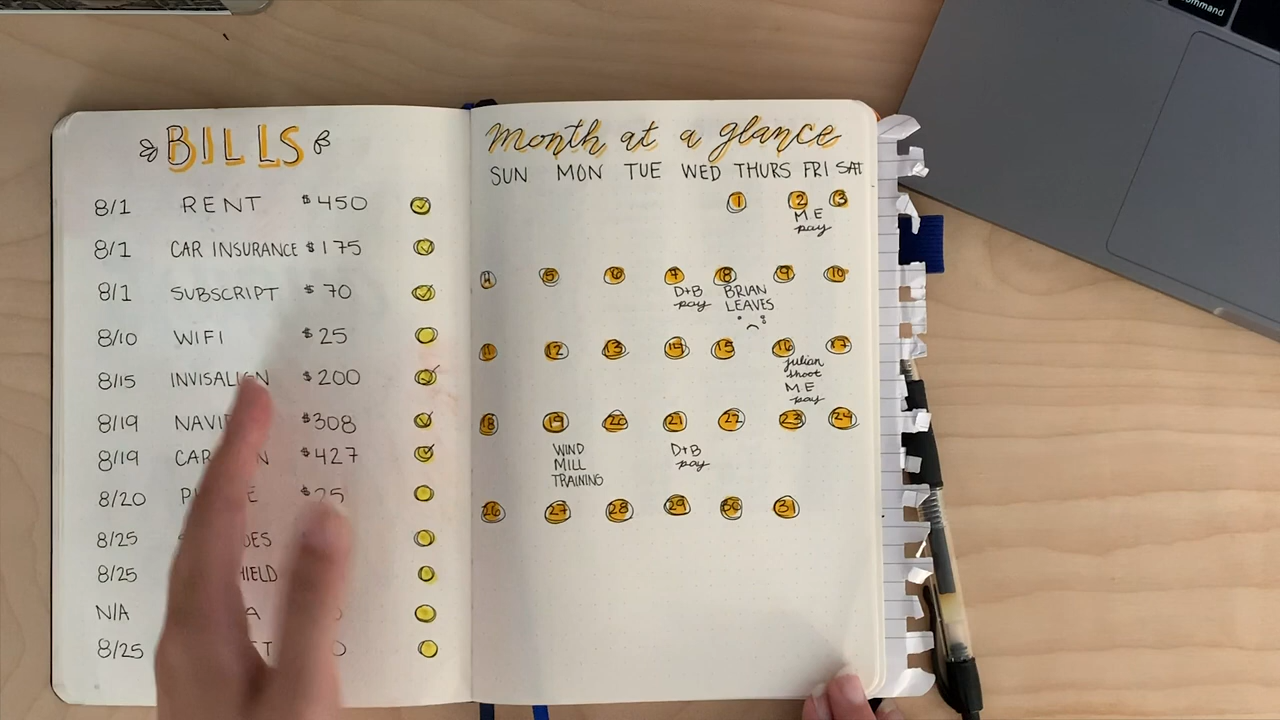 command
BILLS
8/1 RENT $450
8/1 CAR INSURANCE $175
8/1 SUBSCRIPT $70
8/10 WIFI $25
8/15 INVISALIGN $200
8/19 $308
8/19 $427
8/20 $25
8/25
8/25
N/A
8/25
Month at a glance
SUN MON TUE WED THURS FRI SAT
1 2 3
ME
pay
4 5 6 7 8 9 10
D+B BRIAN
pay LEAVES
11 12 13 14 15 16 17
julian
shoot
ME
pay
18 19 20 21 22 23 24
WIND D+B
MILL pay
TRAINING
26 27 28 29 30 31